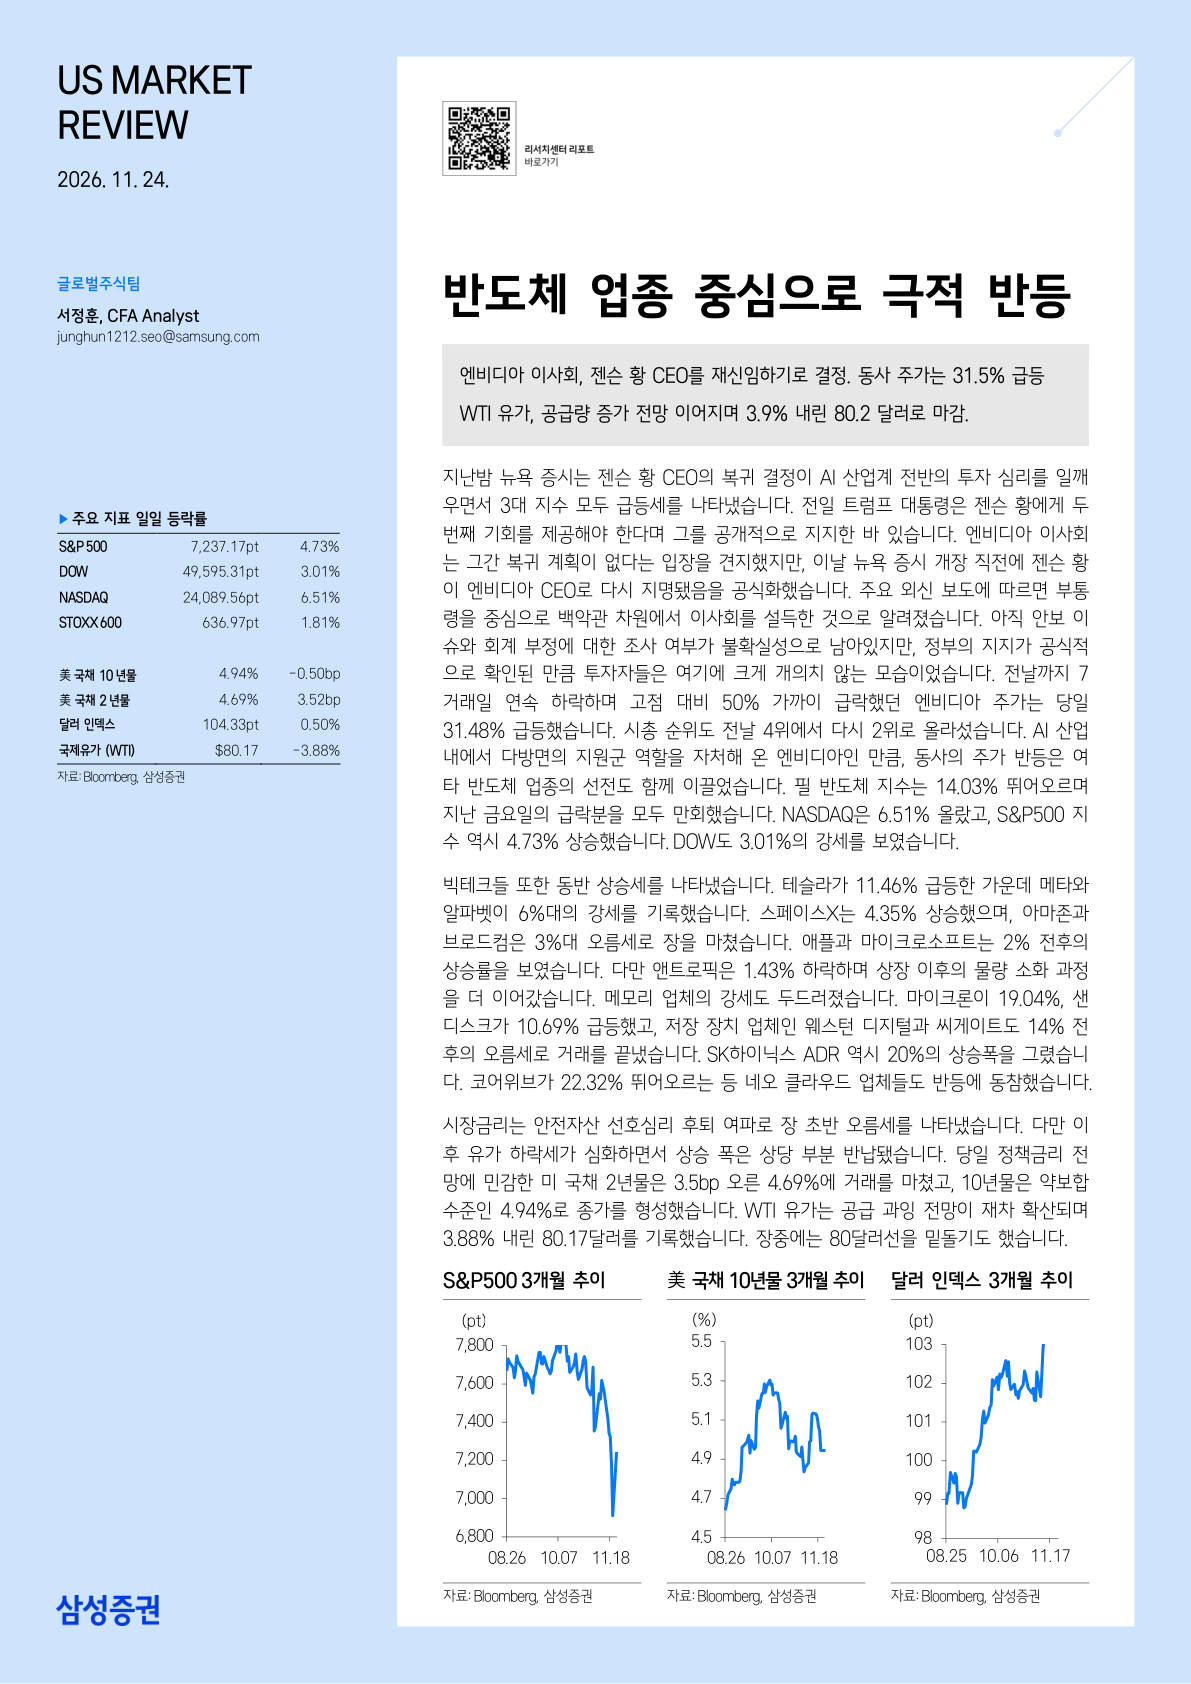 US MARKET
REVIEW
2026. 11. 24.
글로벌주식팀
서정훈, CFA Analyst
junghun1212.seo@samsung.com
▶ 주요 지표 일일 등락률
S&P 500 7,237.17pt 4.73%
DOW 49,595.31pt 3.01%
NASDAQ 24,089.56pt 6.51%
STOXX 600 636.97pt 1.81%
美 국채 10년물 4.94% -0.50bp
美 국채 2년물 4.69% 3.52bp
달러 인덱스 104.33pt 0.50%
국제유가 (WTI) $80.17 -3.88%
자료: Bloomberg, 삼성증권
삼성증권
리서치센터 리포트
바로가기
반도체 업종 중심으로 극적 반등
엔비디아 이사회, 젠슨 황 CEO를 재신임하기로 결정. 동사 주가는 31.5% 급등
WTI 유가, 공급량 증가 전망 이어지며 3.9% 내린 80.2 달러로 마감.
지난밤 뉴욕 증시는 젠슨 황 CEO의 복귀 결정이 AI 산업계 전반의 투자 심리를 일깨
우면서 3대 지수 모두 급등세를 나타냈습니다. 전일 트럼프 대통령은 젠슨 황에게 두
번째 기회를 제공해야 한다며 그를 공개적으로 지지한 바 있습니다. 엔비디아 이사회
는 그간 복귀 계획이 없다는 입장을 견지했지만, 이날 뉴욕 증시 개장 직전에 젠슨 황
이 엔비디아 CEO로 다시 지명됐음을 공식화했습니다. 주요 외신 보도에 따르면 부통
령을 중심으로 백악관 차원에서 이사회를 설득한 것으로 알려졌습니다. 아직 안보 이
슈와 회계 부정에 대한 조사 여부가 불확실성으로 남아있지만, 정부의 지지가 공식적
으로 확인된 만큼 투자자들은 여기에 크게 개의치 않는 모습이었습니다. 전날까지 7
거래일 연속 하락하며 고점 대비 50% 가까이 급락했던 엔비디아 주가는 당일
31.48% 급등했습니다. 시총 순위도 전날 4위에서 다시 2위로 올라섰습니다. AI 산업
내에서 다방면의 지원군 역할을 자처해 온 엔비디아인 만큼, 동사의 주가 반등은 여
타 반도체 업종의 선전도 함께 이끌었습니다. 필 반도체 지수는 14.03% 뛰어오르며
지난 금요일의 급락분을 모두 만회했습니다. NASDAQ은 6.51% 올랐고, S&P500 지
수 역시 4.73% 상승했습니다. DOW도 3.01%의 강세를 보였습니다.
빅테크들 또한 동반 상승세를 나타냈습니다. 테슬라가 11.46% 급등한 가운데 메타와
알파벳이 6%대의 강세를 기록했습니다. 스페이스X는 4.35% 상승했으며, 아마존과
브로드컴은 3%대 오름세로 장을 마쳤습니다. 애플과 마이크로소프트는 2% 전후의
상승률을 보였습니다. 다만 앤트로픽은 1.43% 하락하며 상장 이후의 물량 소화 과정
을 더 이어갔습니다. 메모리 업체의 강세도 두드러졌습니다. 마이크론이 19.04%, 샌
디스크가 10.69% 급등했고, 저장 장치 업체인 웨스턴 디지털과 씨게이트도 14% 전
후의 오름세로 거래를 끝냈습니다. SK하이닉스 ADR 역시 20%의 상승폭을 그렸습니
다. 코어위브가 22.32% 뛰어오르는 등 네오 클라우드 업체들도 반등에 동참했습니다.
시장금리는 안전자산 선호심리 후퇴 여파로 장 초반 오름세를 나타냈습니다. 다만 이
후 유가 하락세가 심화하면서 상승 폭은 상당 부분 반납됐습니다. 당일 정책금리 전
망에 민감한 미 국채 2년물은 3.5bp 오른 4.69%에 거래를 마쳤고, 10년물은 약보합
수준인 4.94%로 종가를 형성했습니다. WTI 유가는 공급 과잉 전망이 재차 확산되며
3.88% 내린 80.17달러를 기록했습니다. 장중에는 80달러선을 밑돌기도 했습니다.
S&P500 3개월 추이
(pt)
7,800
7,600
7,400
7,200
7,000
6,800
08.26 10.07 11.18
자료: Bloomberg, 삼성증권
美 국채 10년물 3개월 추이
(%)
5.5
5.3
5.1
4.9
4.7
4.5
08.26 10.07 11.18
자료: Bloomberg, 삼성증권
달러 인덱스 3개월 추이
(pt)
103
102
101
100
99
98
08.25 10.06 11.17
자료: Bloomberg, 삼성증권